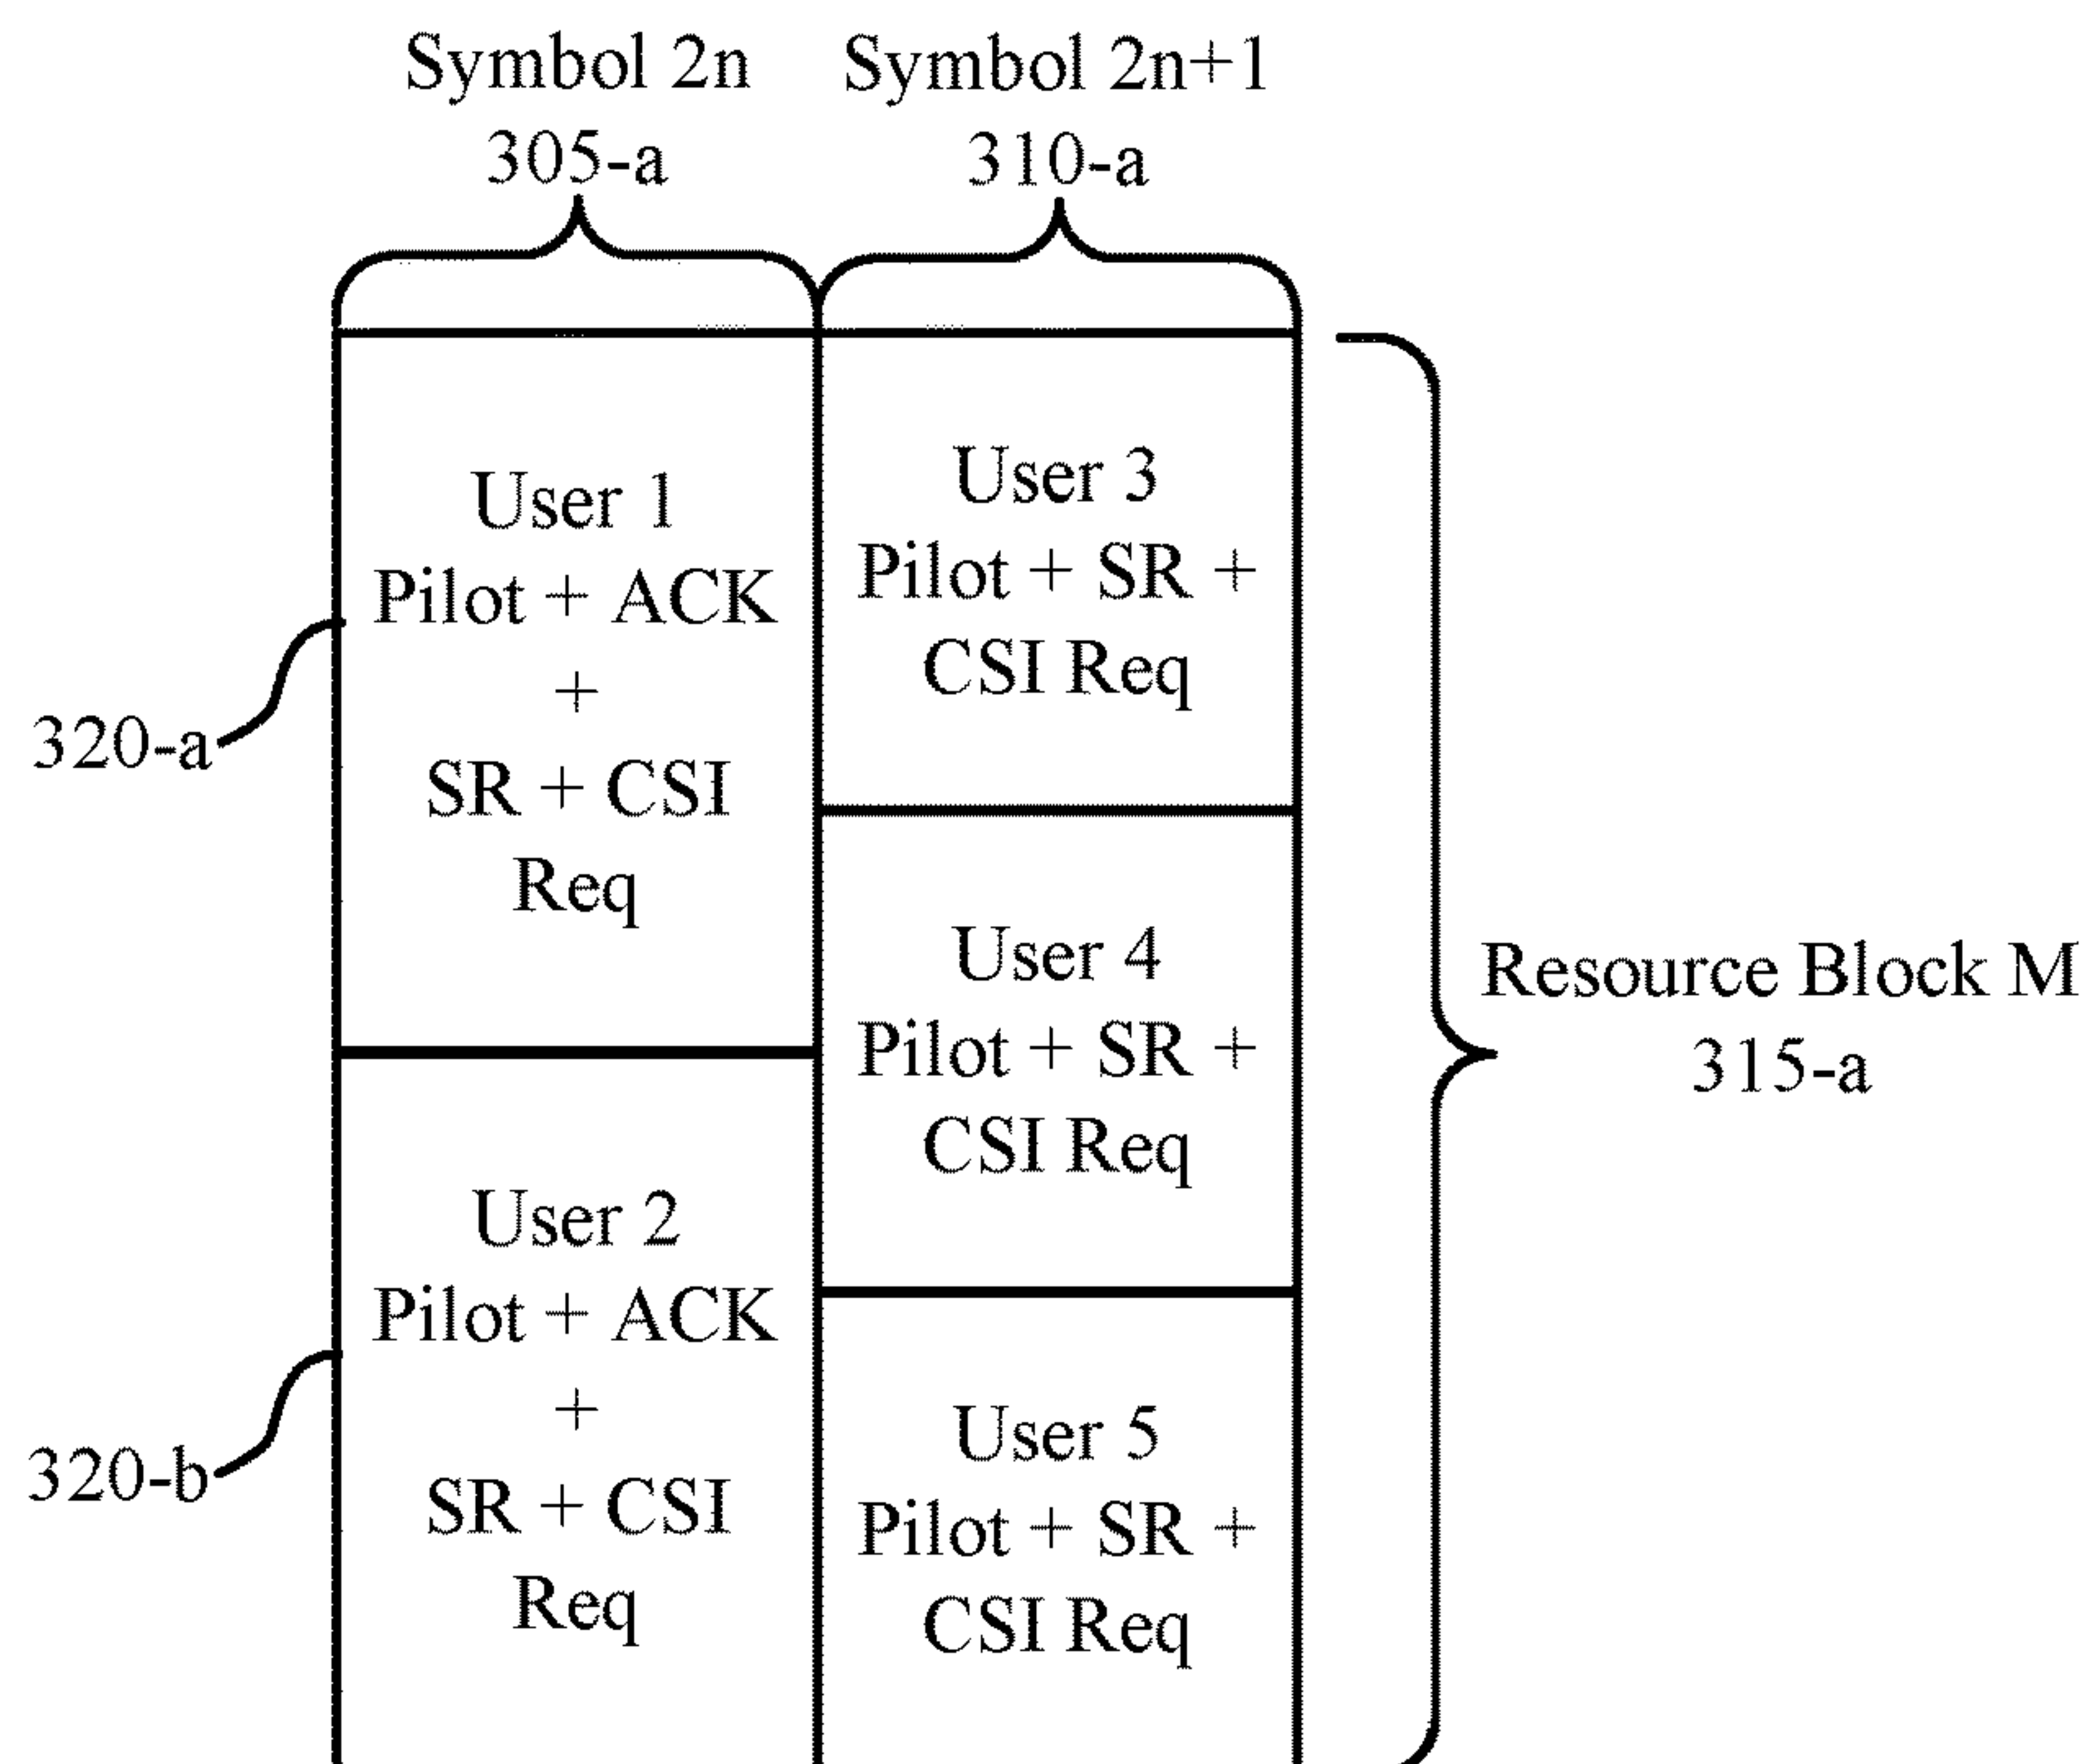 Symbol 2n
305-a
Symbol 2n+1
310-a
User 1
Pilot + ACK
+
SR + CSI
Req
320-a
User 2
Pilot + ACK
+
SR + CSI
Req
320-b
User 3
Pilot + SR +
CSI Req
User 4
Pilot + SR +
CSI Req
User 5
Pilot + SR +
CSI Req
Resource Block M
315-a